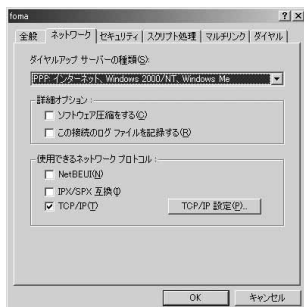 foma
全般 ネットワーク セキュリティ スクリプト処理 マルチリンク ダイヤル
ダイヤルアップ サーバーの種類(S):
PPP: インターネット、Windows 2000/NT、Windows Me
詳細オプション:
ソフトウェア圧縮をする(C)
この接続のログ ファイルを記録する(R)
使用できるネットワーク プロトコル:
NetBEUI(N)
IPX/SPX 互換(I)
TCP/IP(T)
TCP/IP 設定(P)...
OK キャンセル